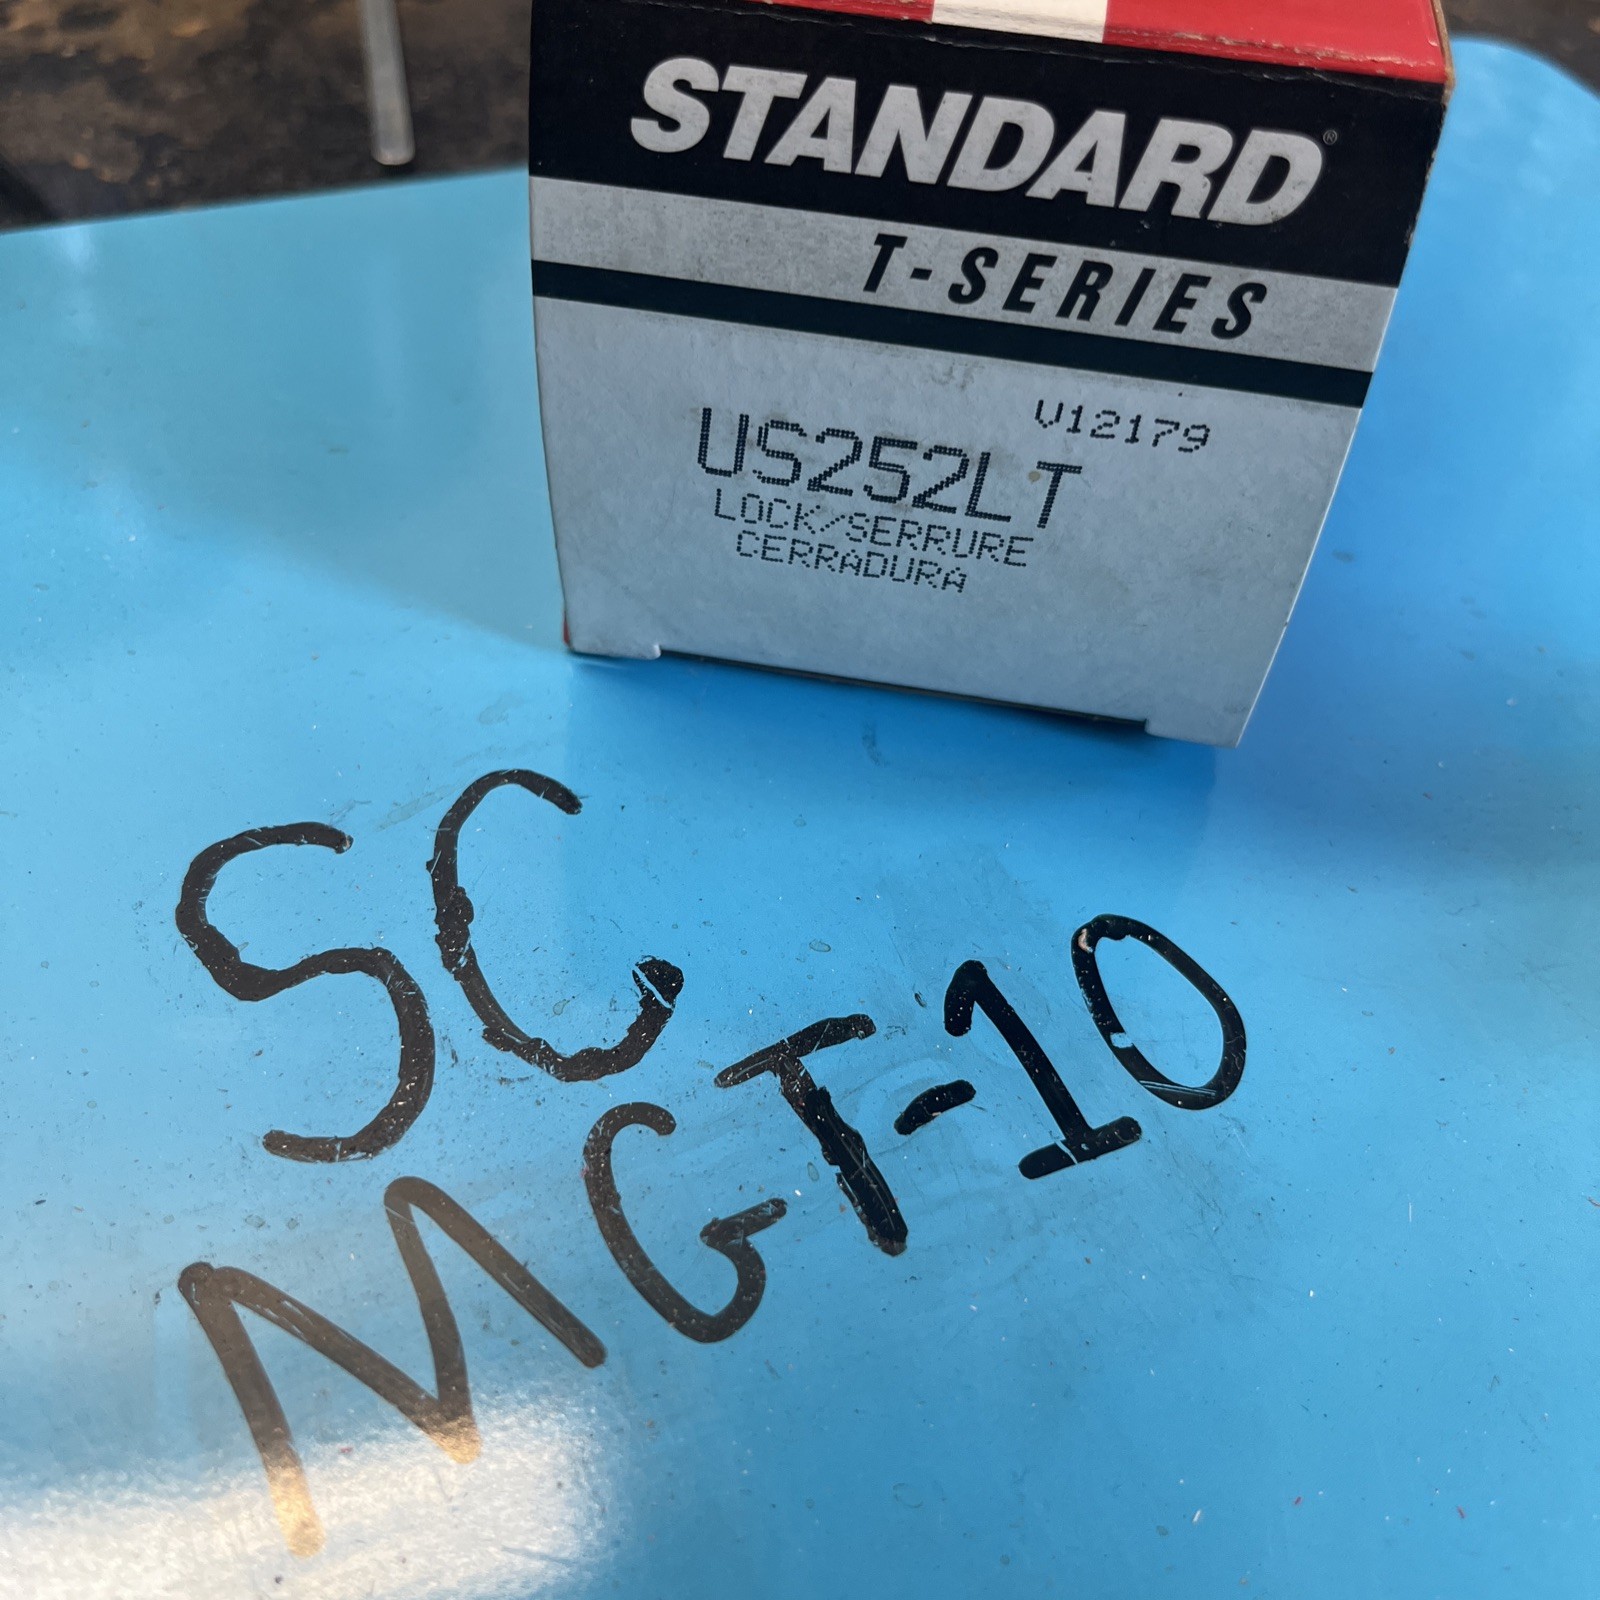 STANDARD®
T-SERIES
V12179
US252LT
LOCK/SERRURE
CERRADURA
SC
MGT-10